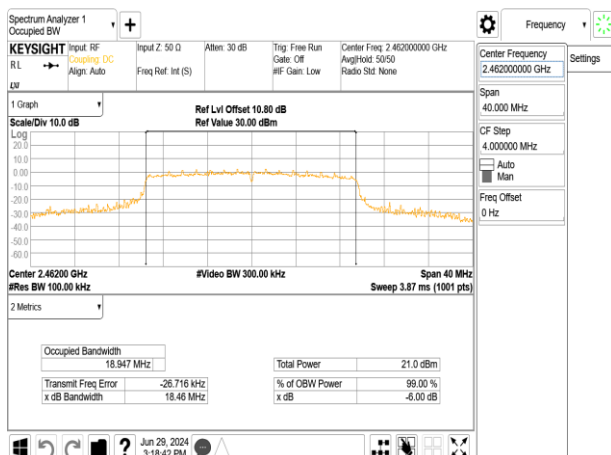 Spectrum Analyzer 1
Occupied BW
+
Frequency
KEYSIGHT Input: RF Input Z: 50 Ω Atten: 30 dB Trig: Free Run Center Freq: 2.462000000 GHz
RL Coupling: DC Gate: Off Avg|Hold: 50/50
Align: Auto Freq Ref: Int (S) #IF Gain: Low Radio Std: None
Center Frequency
2.462000000 GHz
Settings
Span
40.000 MHz
CF Step
4.000000 MHz
Auto
Man
Freq Offset
0 Hz
1 Graph
Ref Lvl Offset 10.80 dB
Scale/Div 10.0 dB Ref Value 30.00 dBm
Log
20.0
10.0
0.00
-10.0
-20.0
-30.0
-40.0
-50.0
-60.0
Center 2.46200 GHz #Video BW 300.00 kHz Span 40 MHz
#Res BW 100.00 kHz Sweep 3.87 ms (1001 pts)
2 Metrics
Occupied Bandwidth
18.947 MHz Total Power 21.0 dBm
Transmit Freq Error -26.716 kHz % of OBW Power 99.00 %
x dB Bandwidth 18.46 MHz x dB -6.00 dB
? Jun 29, 2024
3:18:42 PM